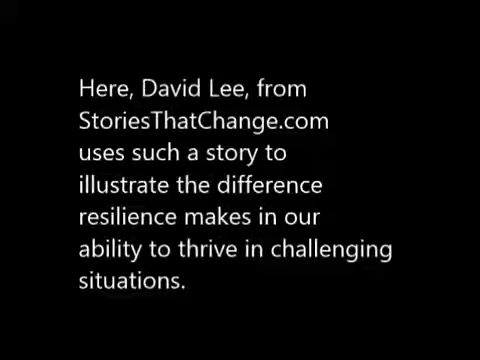 Here, David Lee, from
StoriesThatChange.com
uses such a story to
illustrate the difference
resilience makes in our
ability to thrive in challenging
situations.